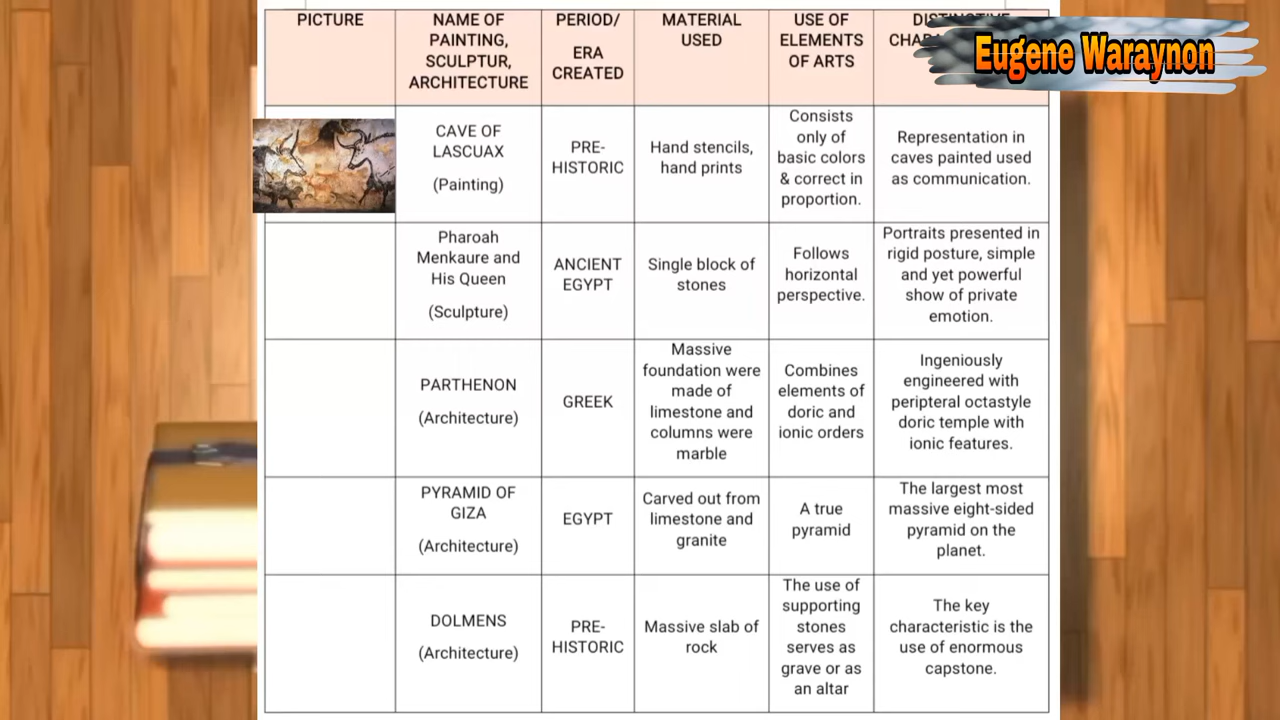 PICTURE
NAME OF
PAINTING,
SCULPTUR,
ARCHITECTURE
PERIOD/
ERA
CREATED
MATERIAL
USED
USE OF
ELEMENTS
OF ARTS
Eugene Waraynon
CAVE OF
LASCUAX
(Painting)
PRE-
HISTORIC
Hand stencils,
hand prints
Consists
only of
basic colors
& correct in
proportion.
Representation in
caves painted used
as communication.
Pharoah
Menkaure and
His Queen
(Sculpture)
ANCIENT
EGYPT
Single block of
stones
Follows
horizontal
perspective.
Portraits presented in
rigid posture, simple
and yet powerful
show of private
emotion.
PARTHENON
(Architecture)
GREEK
Massive
foundation were
made of
limestone and
columns were
marble
Combines
elements of
doric and
ionic orders
Ingeniously
engineered with
peripteral octastyle
doric temple with
ionic features.
PYRAMID OF
GIZA
(Architecture)
EGYPT
Carved out from
limestone and
granite
A true
pyramid
The largest most
massive eight-sided
pyramid on the
planet.
DOLMENS
(Architecture)
PRE-
HISTORIC
Massive slab of
rock
The use of
supporting
stones
serves as
grave or as
an altar
The key
characteristic is the
use of enormous
capstone.